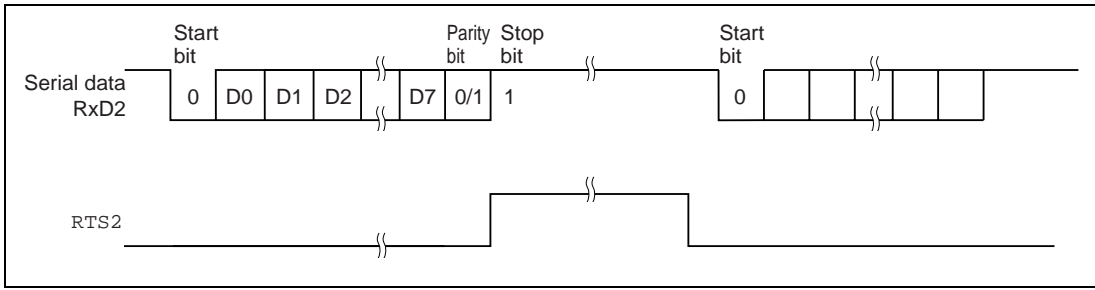 Start bit
Parity bit
Stop bit
Start bit
Serial data
RxD2
0 D0 D1 D2 D7 0/1 1 0
RTS2